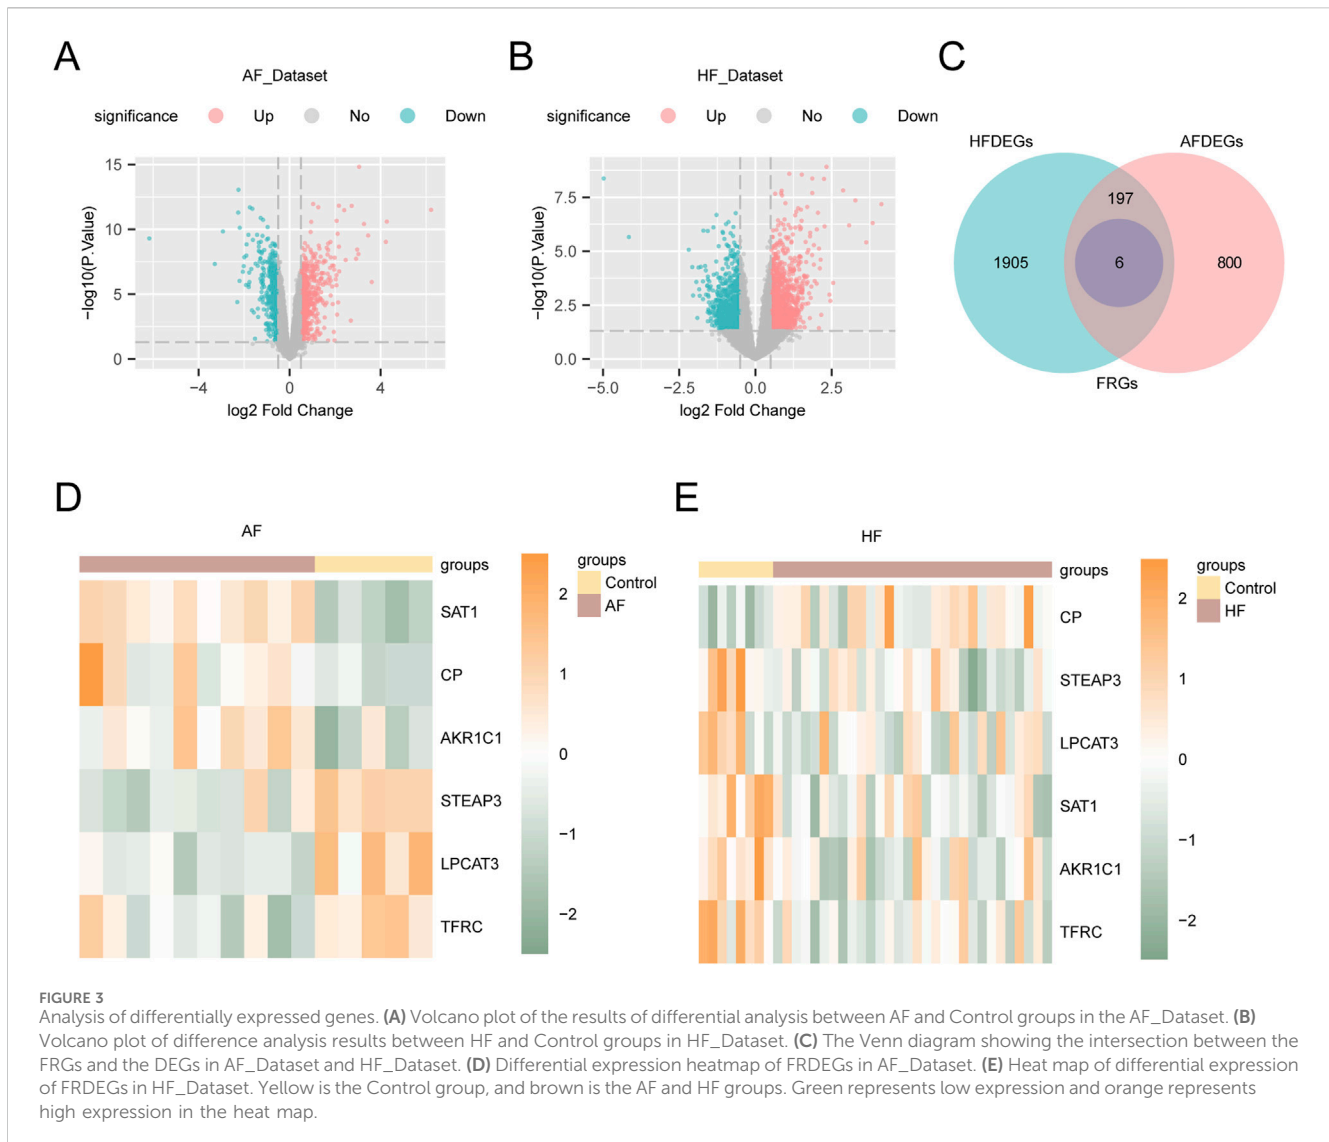 A
AF_Dataset
significance Up No Down
15
10
5
0
−log10(P.Value)
−4 0 4
log2 Fold Change
B
HF_Dataset
significance Up No Down
7.5
5.0
2.5
0.0
−log10(P.Value)
−5.0 −2.5 0.0 2.5
log2 Fold Change
C
HFDEGs AFDEGs
197
1905 6 800
FRGs
D
AF
groups
SAT1
CP
AKR1C1
STEAP3
LPCAT3
TFRC
2
1
0
−1
−2
groups
Control
AF
E
HF
groups
CP
STEAP3
LPCAT3
SAT1
AKR1C1
TFRC
2
1
0
−1
−2
groups
Control
HF
FIGURE 3
Analysis of differentially expressed genes. (A) Volcano plot of the results of differential analysis between AF and Control groups in the AF_Dataset. (B)
Volcano plot of difference analysis results between HF and Control groups in HF_Dataset. (C) The Venn diagram showing the intersection between the
FRGs and the DEGs in AF_Dataset and HF_Dataset. (D) Differential expression heatmap of FRDEGs in AF_Dataset. (E) Heat map of differential expression
of FRDEGs in HF_Dataset. Yellow is the Control group, and brown is the AF and HF groups. Green represents low expression and orange represents
high expression in the heat map.